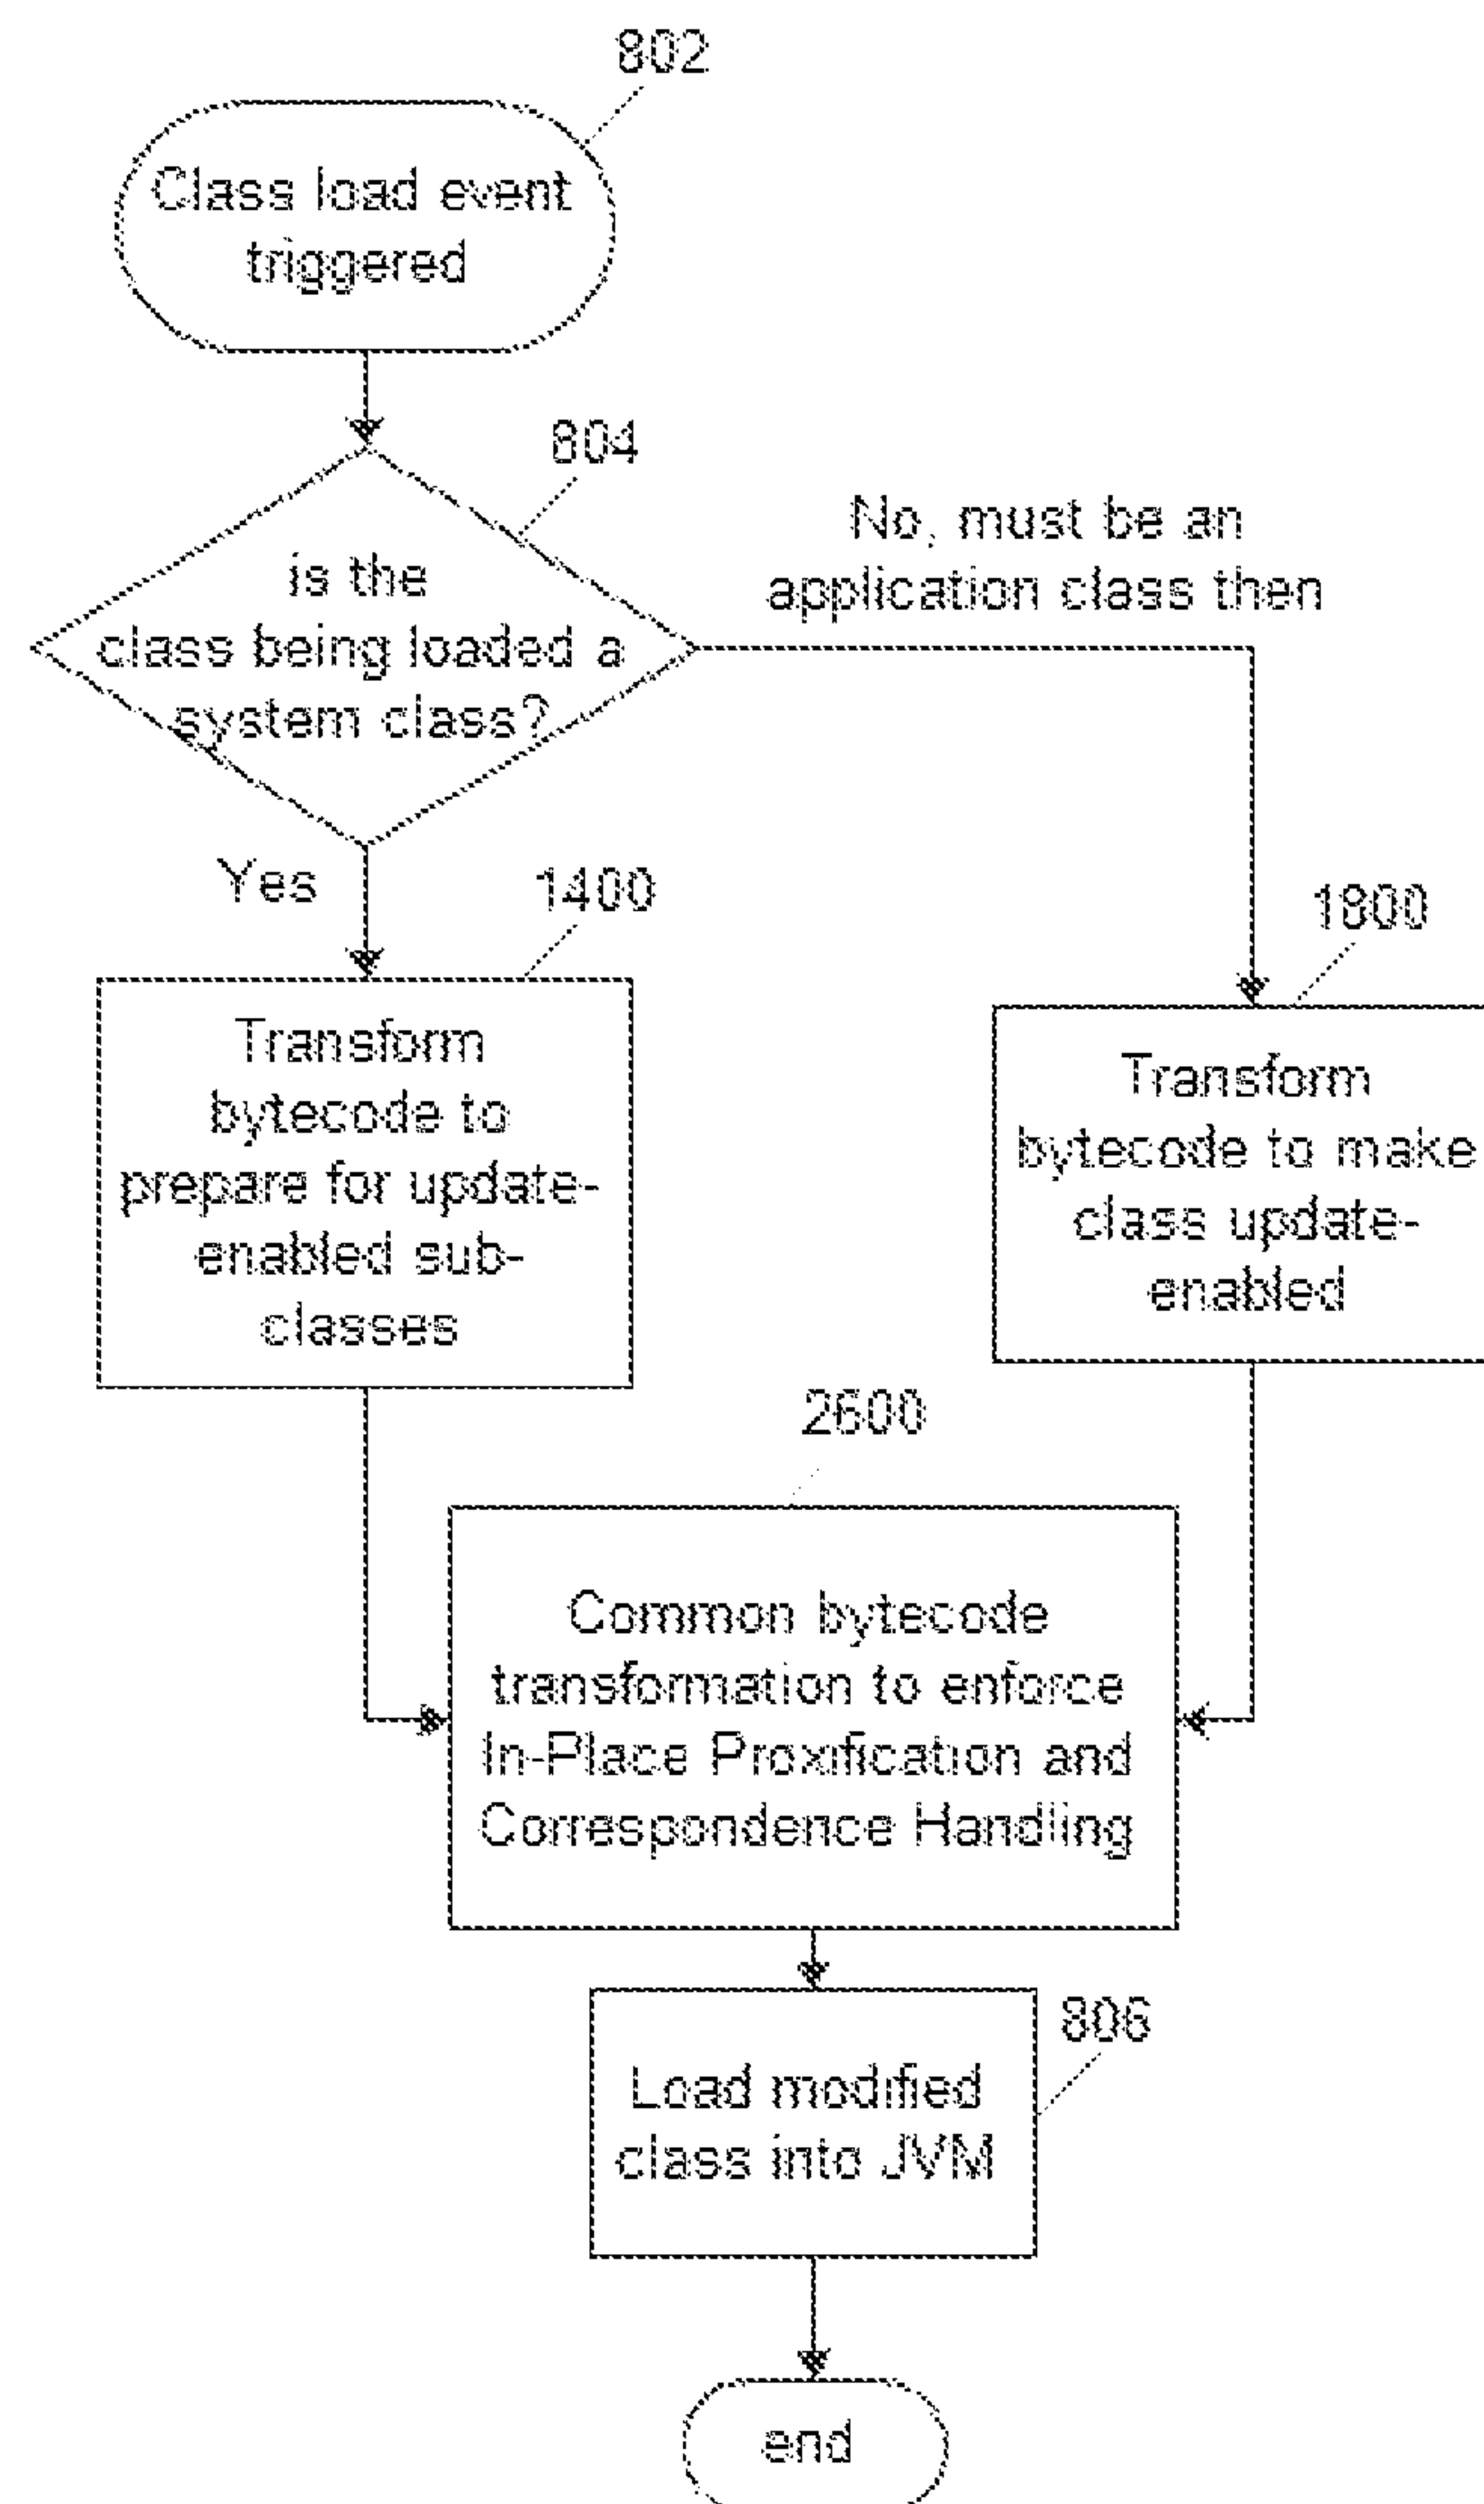 802
Class load event
triggered
804
is the
class being loaded a
system class?
No, must be an
application class then
Yes
1400
1800
Transform
bytecode to
prepare for update-
enabled sub-
classes
Transform
bytecode to make
class update-
enabled
2600
Common bytecode
transformation to enforce
In-Place Proxification and
Correspondence Handling
806
Load modified
class into JVM
end